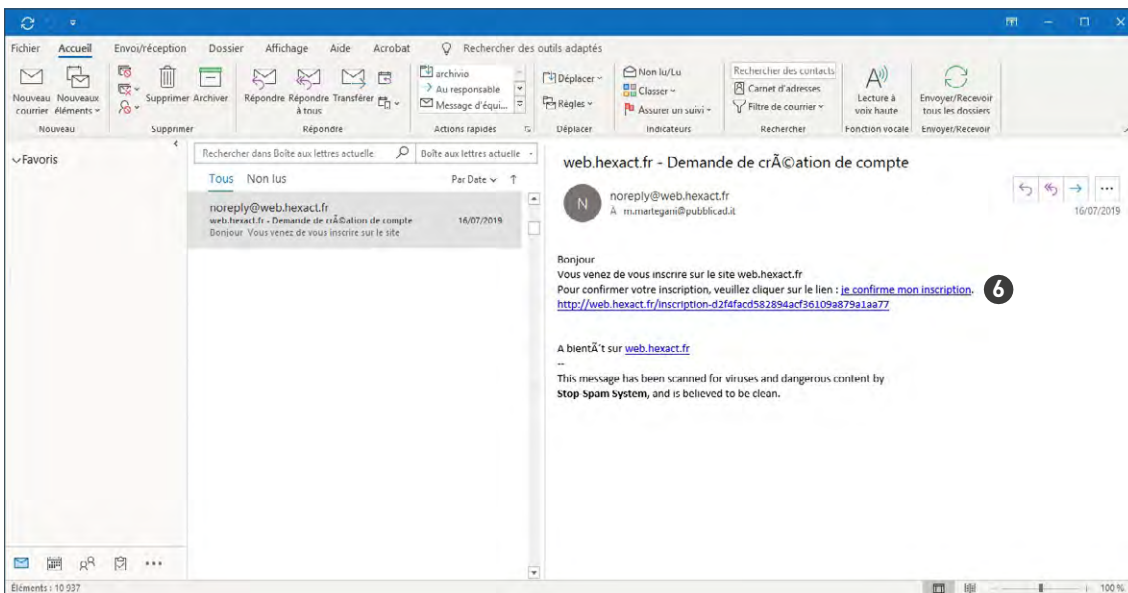 Fichier Accueil Envoi/réception Dossier Affichage Aide Acrobat Rechercher des outils adaptés
Nouveau courrier
Nouveaux éléments
Supprimer
Archiver
Répondre
Répondre à tous
Transférer
archivio
Au responsable
Message d'équi...
Déplacer
Règles
Non lu/Lu
Classer
Assurer un suivi
Rechercher des contacts
Carnet d'adresses
Filtre de courrier
Lecture à voix haute
Envoyer/Recevoir tous les dossiers
Nouveau Supprimer Répondre Actions rapides Déplacer Indicateurs Rechercher Fonction vocale Envoyer/Recevoir
Favoris
Rechercher dans Boîte aux lettres actuelle Boîte aux lettres actuelle
Tous Non lus Par Date
noreply@web.hexact.fr
web.hexact.fr - Demande de crÃ©ation de compte 16/07/2019
Bonjour Vous venez de vous inscrire sur le site
web.hexact.fr - Demande de crÃ©ation de compte
N
noreply@web.hexact.fr
À m.martegani@pubblicad.it
16/07/2019
Bonjour
Vous venez de vous inscrire sur le site web.hexact.fr
Pour confirmer votre inscription, veuillez cliquer sur le lien : je confirme mon inscription.
6
http://web.hexact.fr/inscription-d2f4facd582894acf36109a879a1aa77
A bientÃ´t sur web.hexact.fr
--
This message has been scanned for viruses and dangerous content by
Stop Spam System, and is believed to be clean.
Éléments : 10 937
100 %